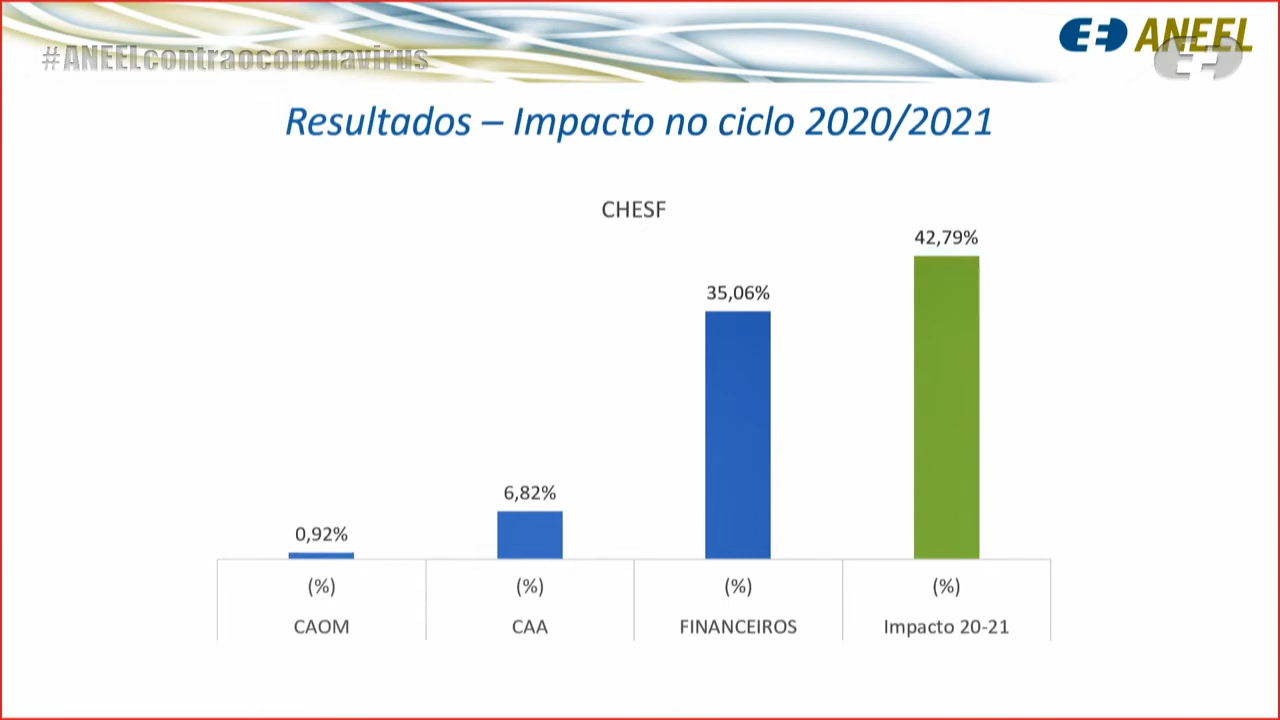 #ANEELcontraocoronavirus
ANEEL
Resultados – Impacto no ciclo 2020/2021
CHESF
42,79%
35,06%
6,82%
0,92%
(%) (%) (%) (%)
CAOM CAA FINANCEIROS Impacto 20-21